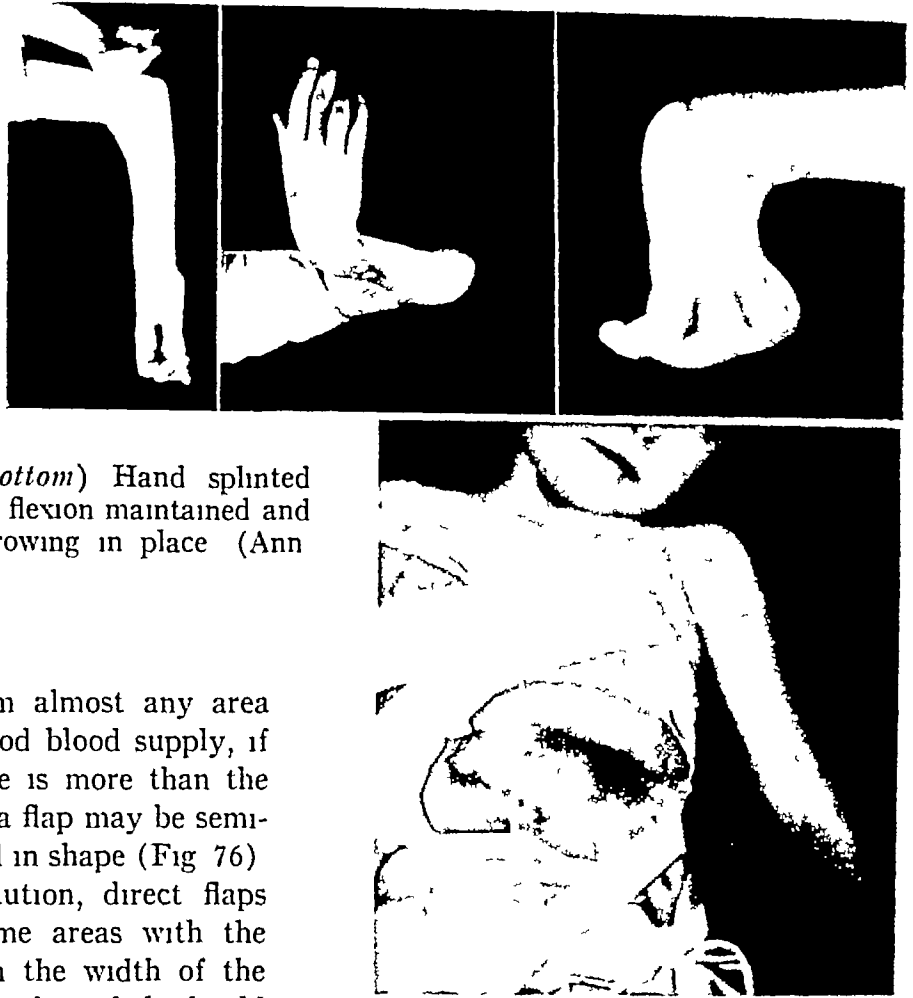 ottom) Hand splinted
flexion maintained and
rowing in place (Ann
n almost any area
od blood supply, if
e is more than the
a flap may be semi-
l in shape (Fig 76)
ution, direct flaps
me areas with the
n the width of the